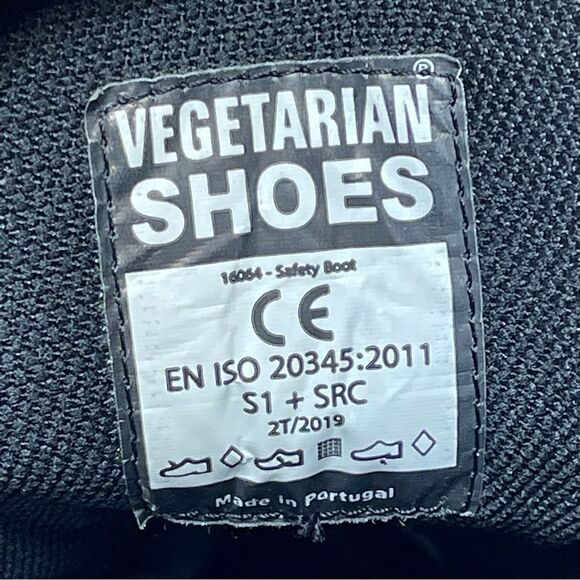 VEGETARIAN
SHOES
16064 - Safety Boot
CE
EN ISO 20345:2011
S1 + SRC
2T/2019
Made in Portugal